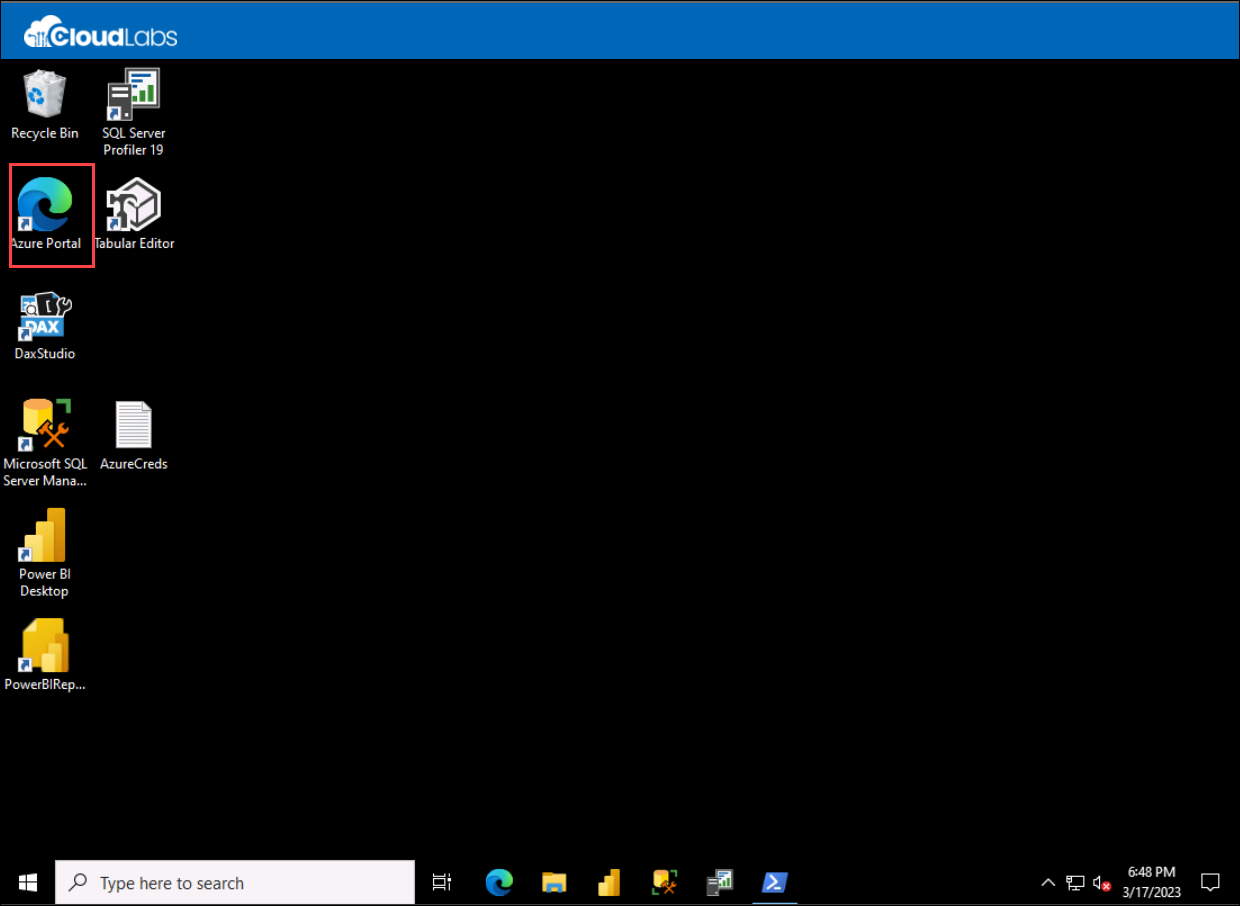 CloudLabs
Recycle Bin
SQL Server
Profiler 19
Azure Portal
Tabular Editor
DAX
DaxStudio
Microsoft SQL
Server Mana...
AzureCreds
Power BI
Desktop
PowerBIRep...
Type here to search
6:48 PM
3/17/2023